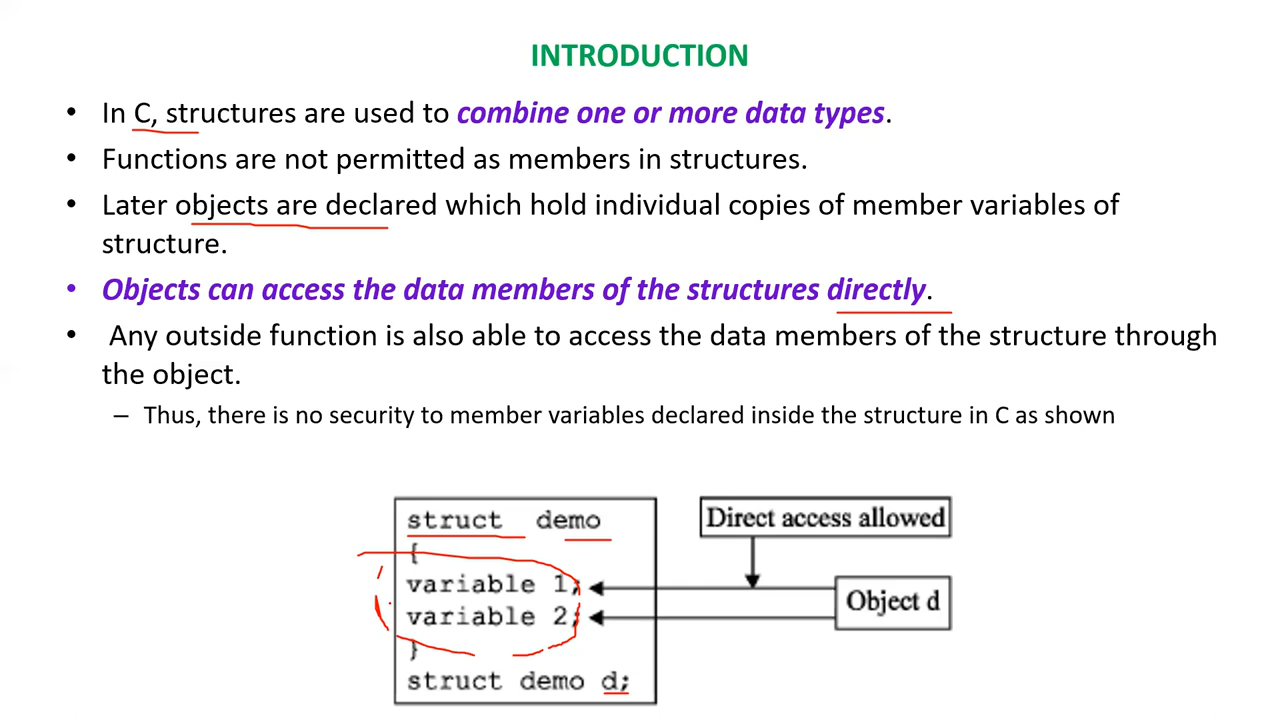 INTRODUCTION
• In C, structures are used to combine one or more data types.
• Functions are not permitted as members in structures.
• Later objects are declared which hold individual copies of member variables of
structure.
• Objects can access the data members of the structures directly.
• Any outside function is also able to access the data members of the structure through
the object.
– Thus, there is no security to member variables declared inside the structure in C as shown
struct demo
{
variable 1;
variable 2;
}
struct demo d;
Direct access allowed
Object d